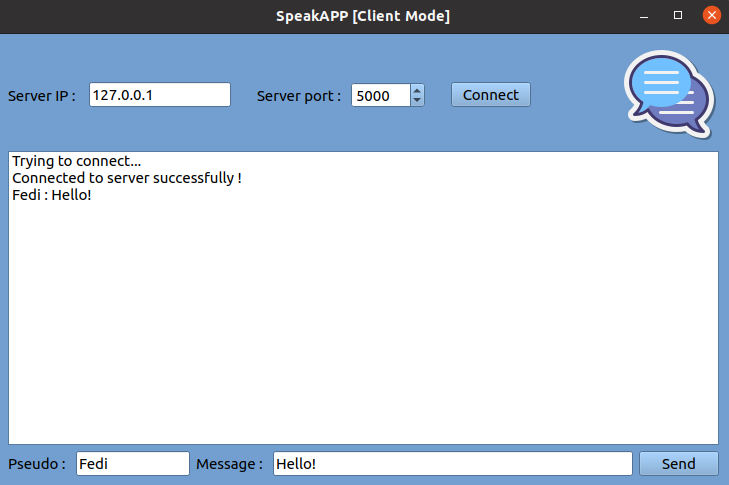 SpeakAPP [Client Mode]
Server IP : 127.0.0.1 Server port : 5000 Connect
Trying to connect...
Connected to server successfully !
Fedi : Hello!
Pseudo : Fedi Message : Hello! Send